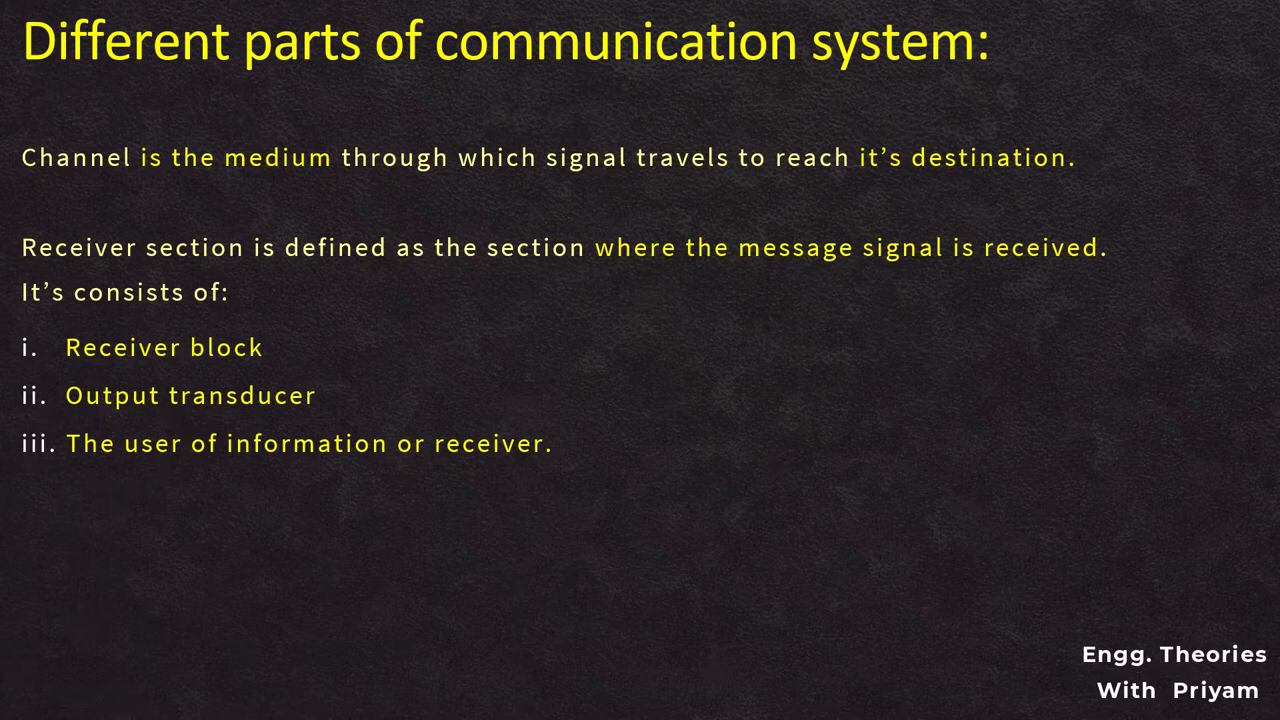 Different parts of communication system:
Channel is the medium through which signal travels to reach it’s destination.
Receiver section is defined as the section where the message signal is received.
It’s consists of:
i. Receiver block
ii. Output transducer
iii. The user of information or receiver.
Engg. Theories
With Priyam